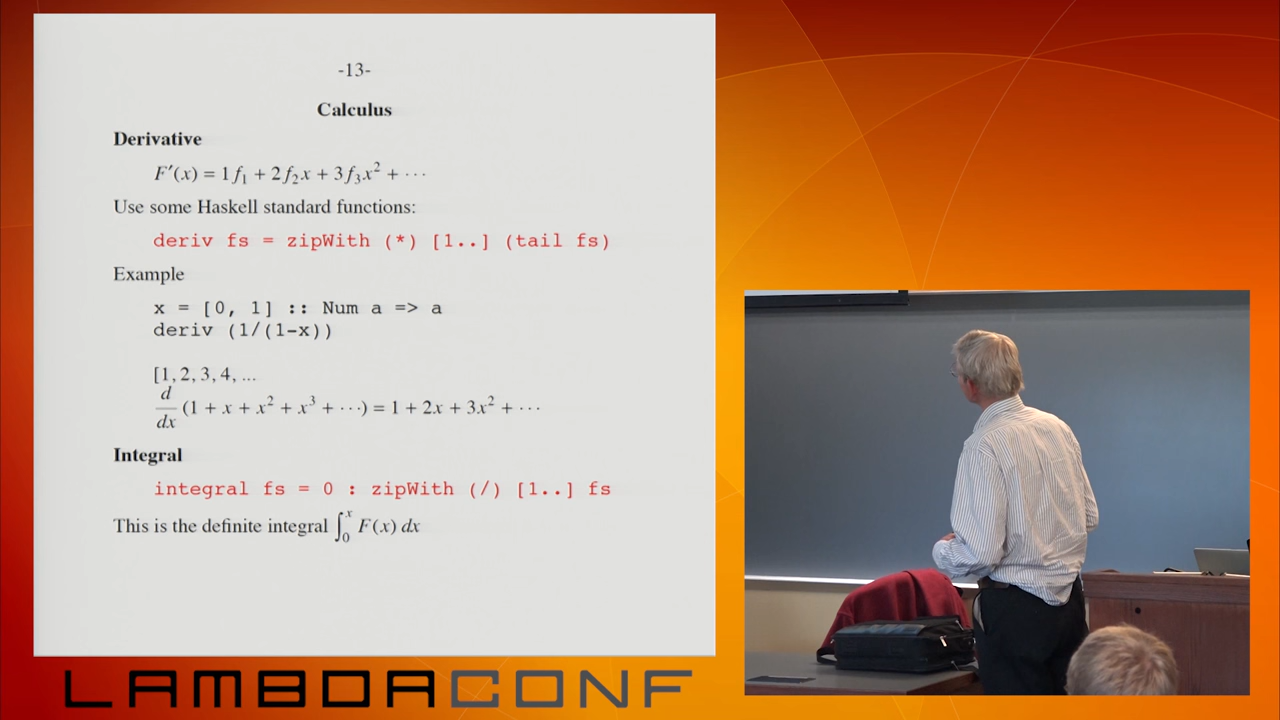 -13-
Calculus
Derivative
F′(x) = 1f₁ + 2f₂x + 3f₃x² + ···
Use some Haskell standard functions:
deriv fs = zipWith (*) [1..] (tail fs)
Example
x = [0, 1] :: Num a => a
deriv (1/(1-x))
[1, 2, 3, 4, ...
d/dx (1 + x + x² + x³ + ···) = 1 + 2x + 3x² + ···
Integral
integral fs = 0 : zipWith (/) [1..] fs
This is the definite integral ∫₀ˣ F(x) dx
LAMBDACONF